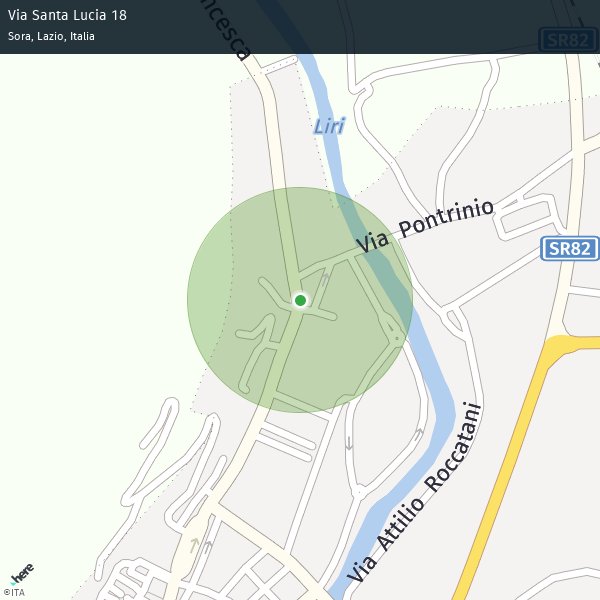 Via Santa Lucia 18
Sora, Lazio, Italia
ncesca
SR82
Liri
Via Pontrinio
SR82
Via Attilio Roccatani
here
©ITA